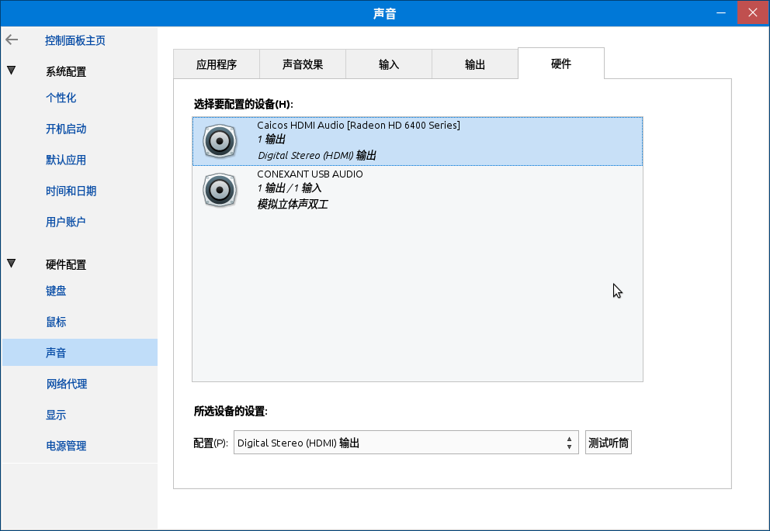 声音
控制面板主页
系统配置
个性化
开机启动
默认应用
时间和日期
用户账户
硬件配置
键盘
鼠标
声音
网络代理
显示
电源管理
应用程序
声音效果
输入
输出
硬件
选择要配置的设备(H):
Caicos HDMI Audio [Radeon HD 6400 Series]
1 输出
Digital Stereo (HDMI) 输出
CONEXANT USB AUDIO
1 输出 / 1 输入
模拟立体声双工
所选设备的设置:
配置(P):
Digital Stereo (HDMI) 输出
测试听筒